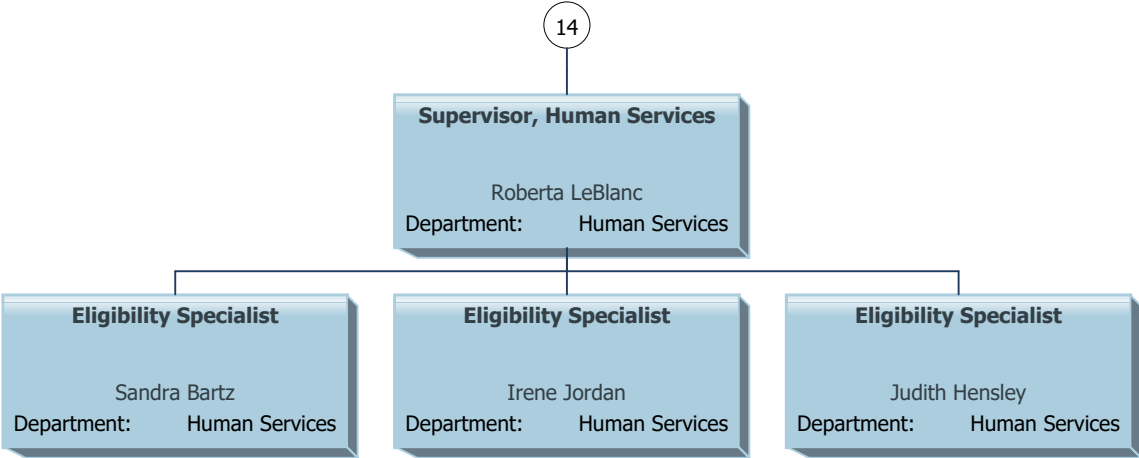 14
Supervisor, Human Services
Roberta LeBlanc
Department: Human Services
Eligibility Specialist
Sandra Bartz
Department: Human Services
Eligibility Specialist
Irene Jordan
Department: Human Services
Eligibility Specialist
Judith Hensley
Department: Human Services